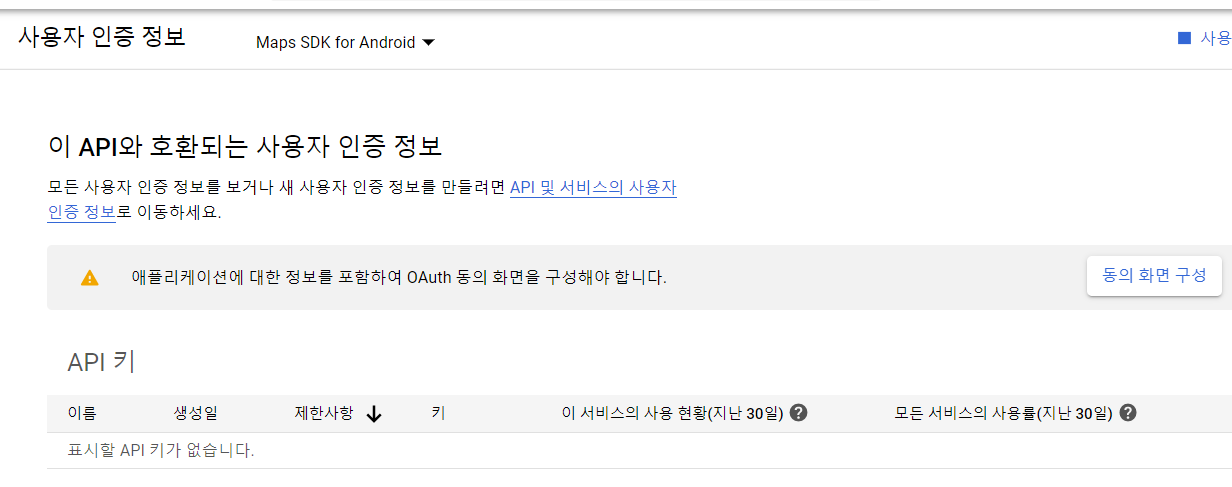 사용자 인증 정보
Maps SDK for Android
사용
이 API와 호환되는 사용자 인증 정보
모든 사용자 인증 정보를 보거나 새 사용자 인증 정보를 만들려면 API 및 서비스의 사용자
인증 정보로 이동하세요.
애플리케이션에 대한 정보를 포함하여 OAuth 동의 화면을 구성해야 합니다.
동의 화면 구성
API 키
이름 생성일 제한사항 키 이 서비스의 사용 현황(지난 30일) 모든 서비스의 사용률(지난 30일)
표시할 API 키가 없습니다.